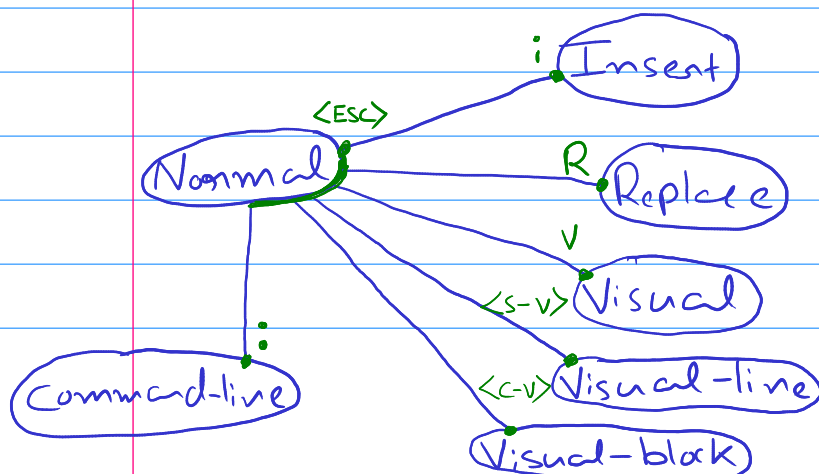 i
Insert
<ESC>
Normal
R
Replace
V
Visual
<S-V>
:
<C-V>
Visual-line
Command-line
Visual-block